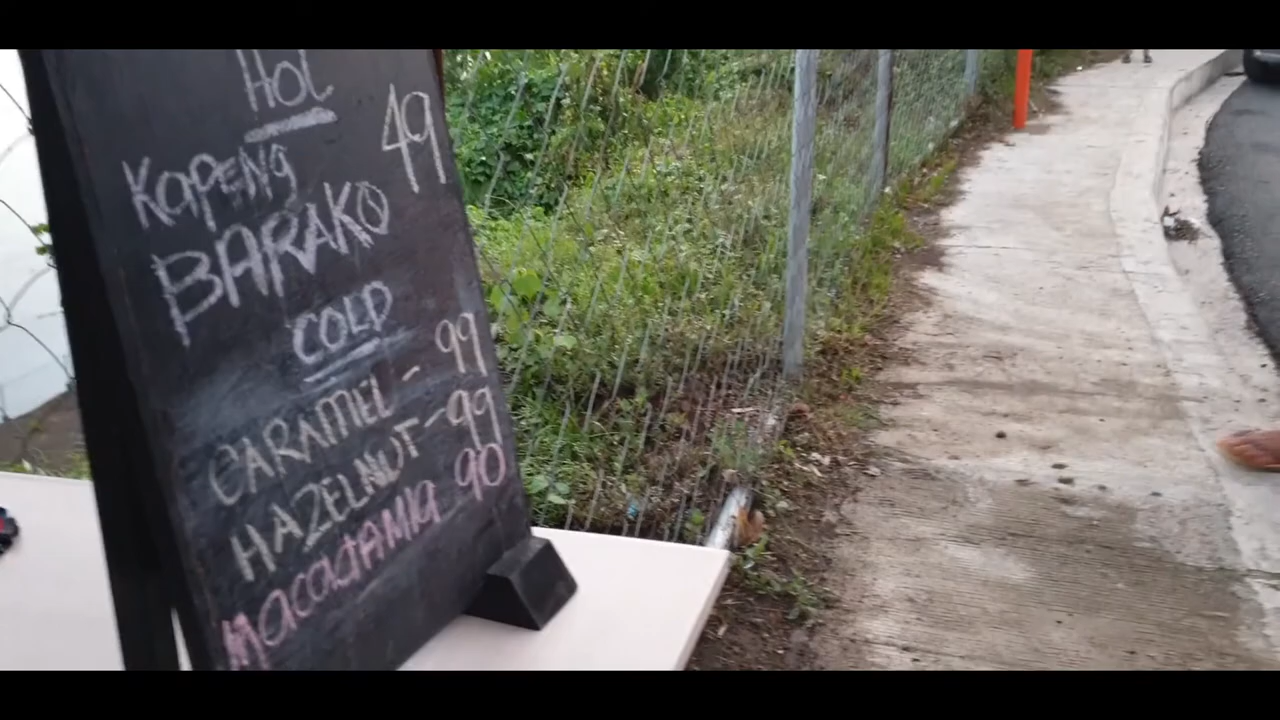 HOt
KAPENG 49
BARAKO
COLD
CARAMEL - 99
HAZELNUT - 99
MacadAMIA 90